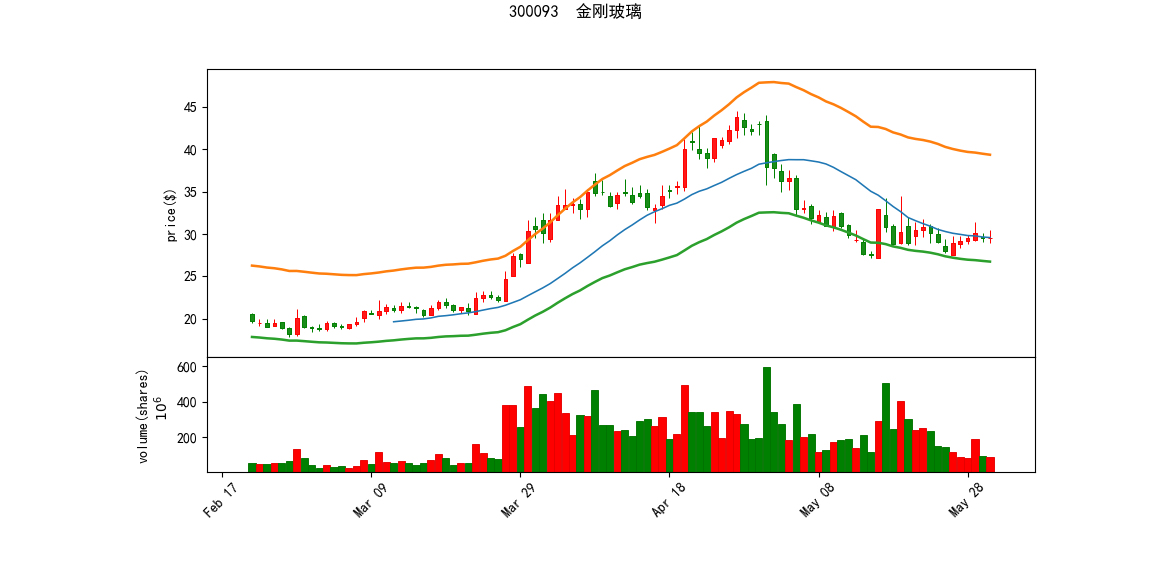 300093  金刚玻璃
price($)
45
40
35
30
25
20
volume(shares)
10^6
600
400
200
Feb 17
Mar 09
Mar 29
Apr 18
May 08
May 28